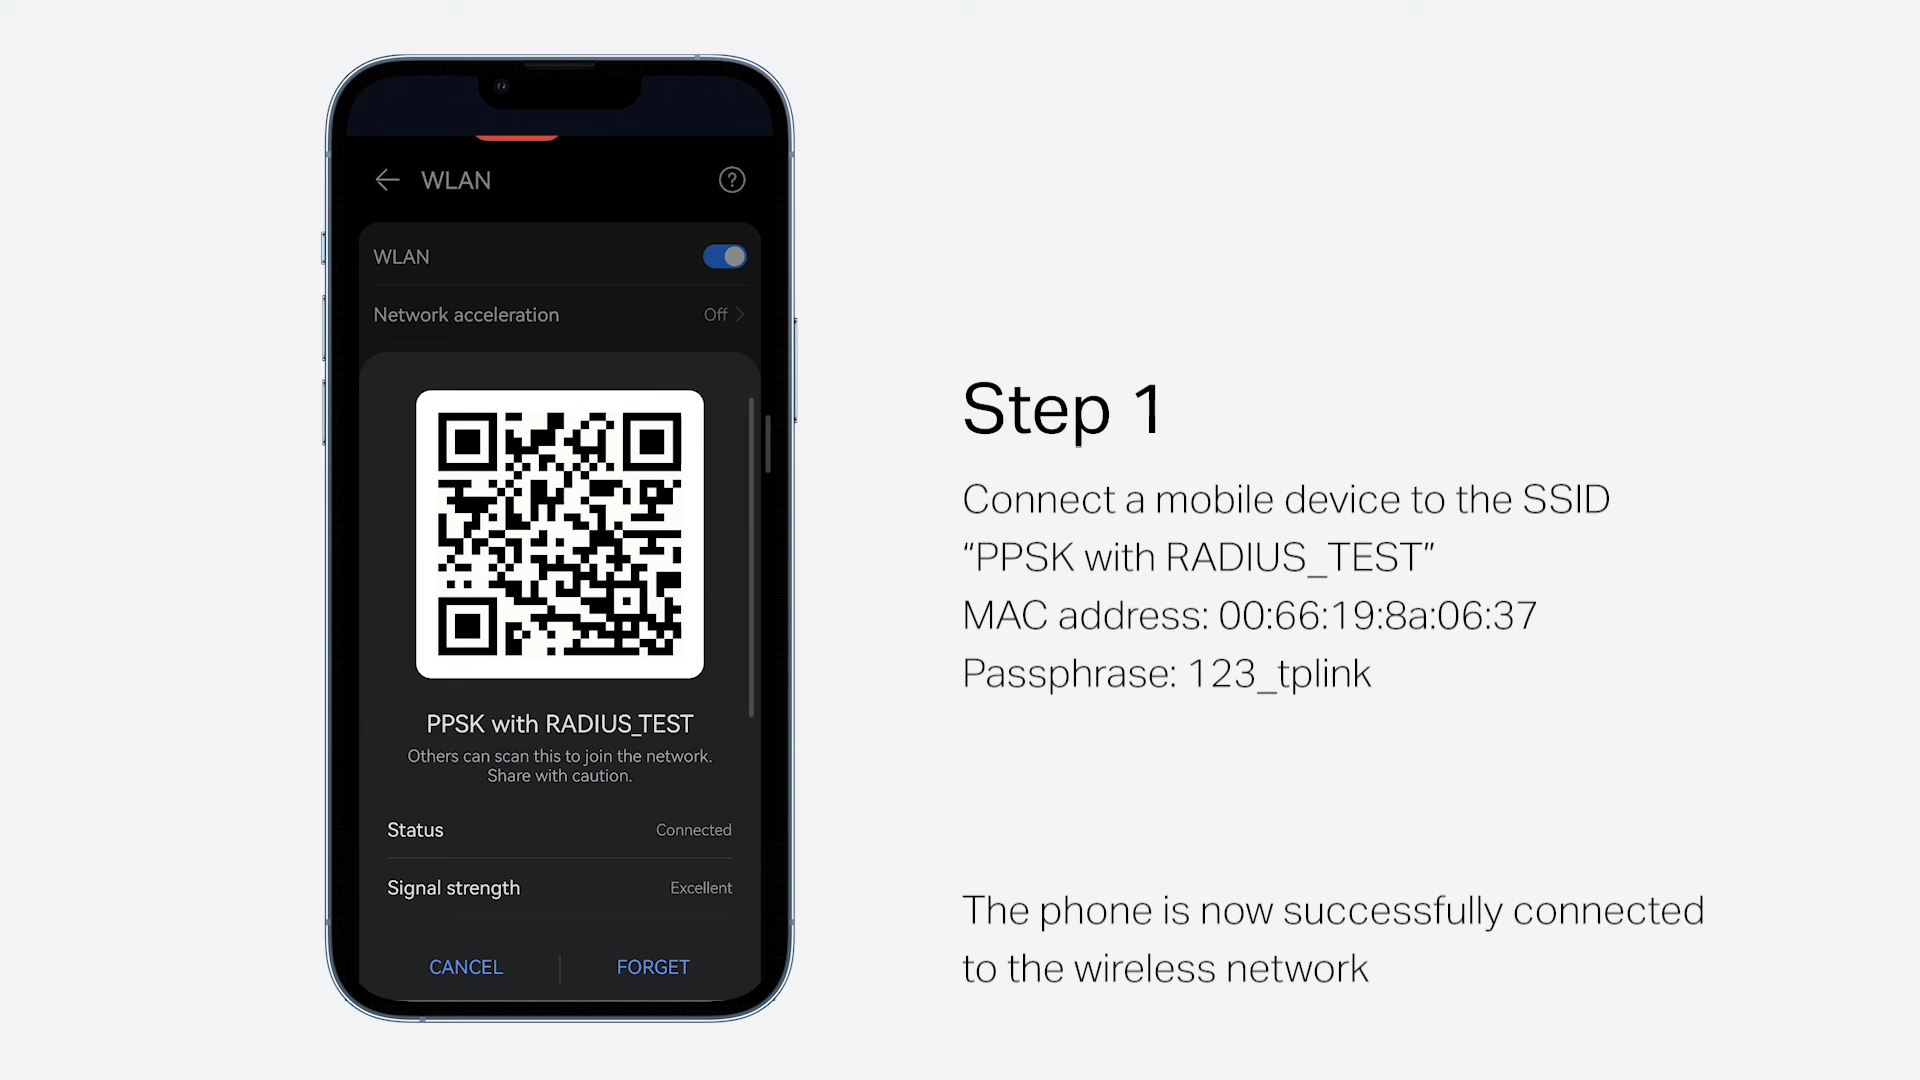 WLAN
WLAN
Network acceleration Off
PPSK with RADIUS_TEST
Others can scan this to join the network.
Share with caution.
Status Connected
Signal strength Excellent
CANCEL FORGET
Step 1
Connect a mobile device to the SSID
“PPSK with RADIUS_TEST”
MAC address: 00:66:19:8a:06:37
Passphrase: 123_tplink
The phone is now successfully connected
to the wireless network